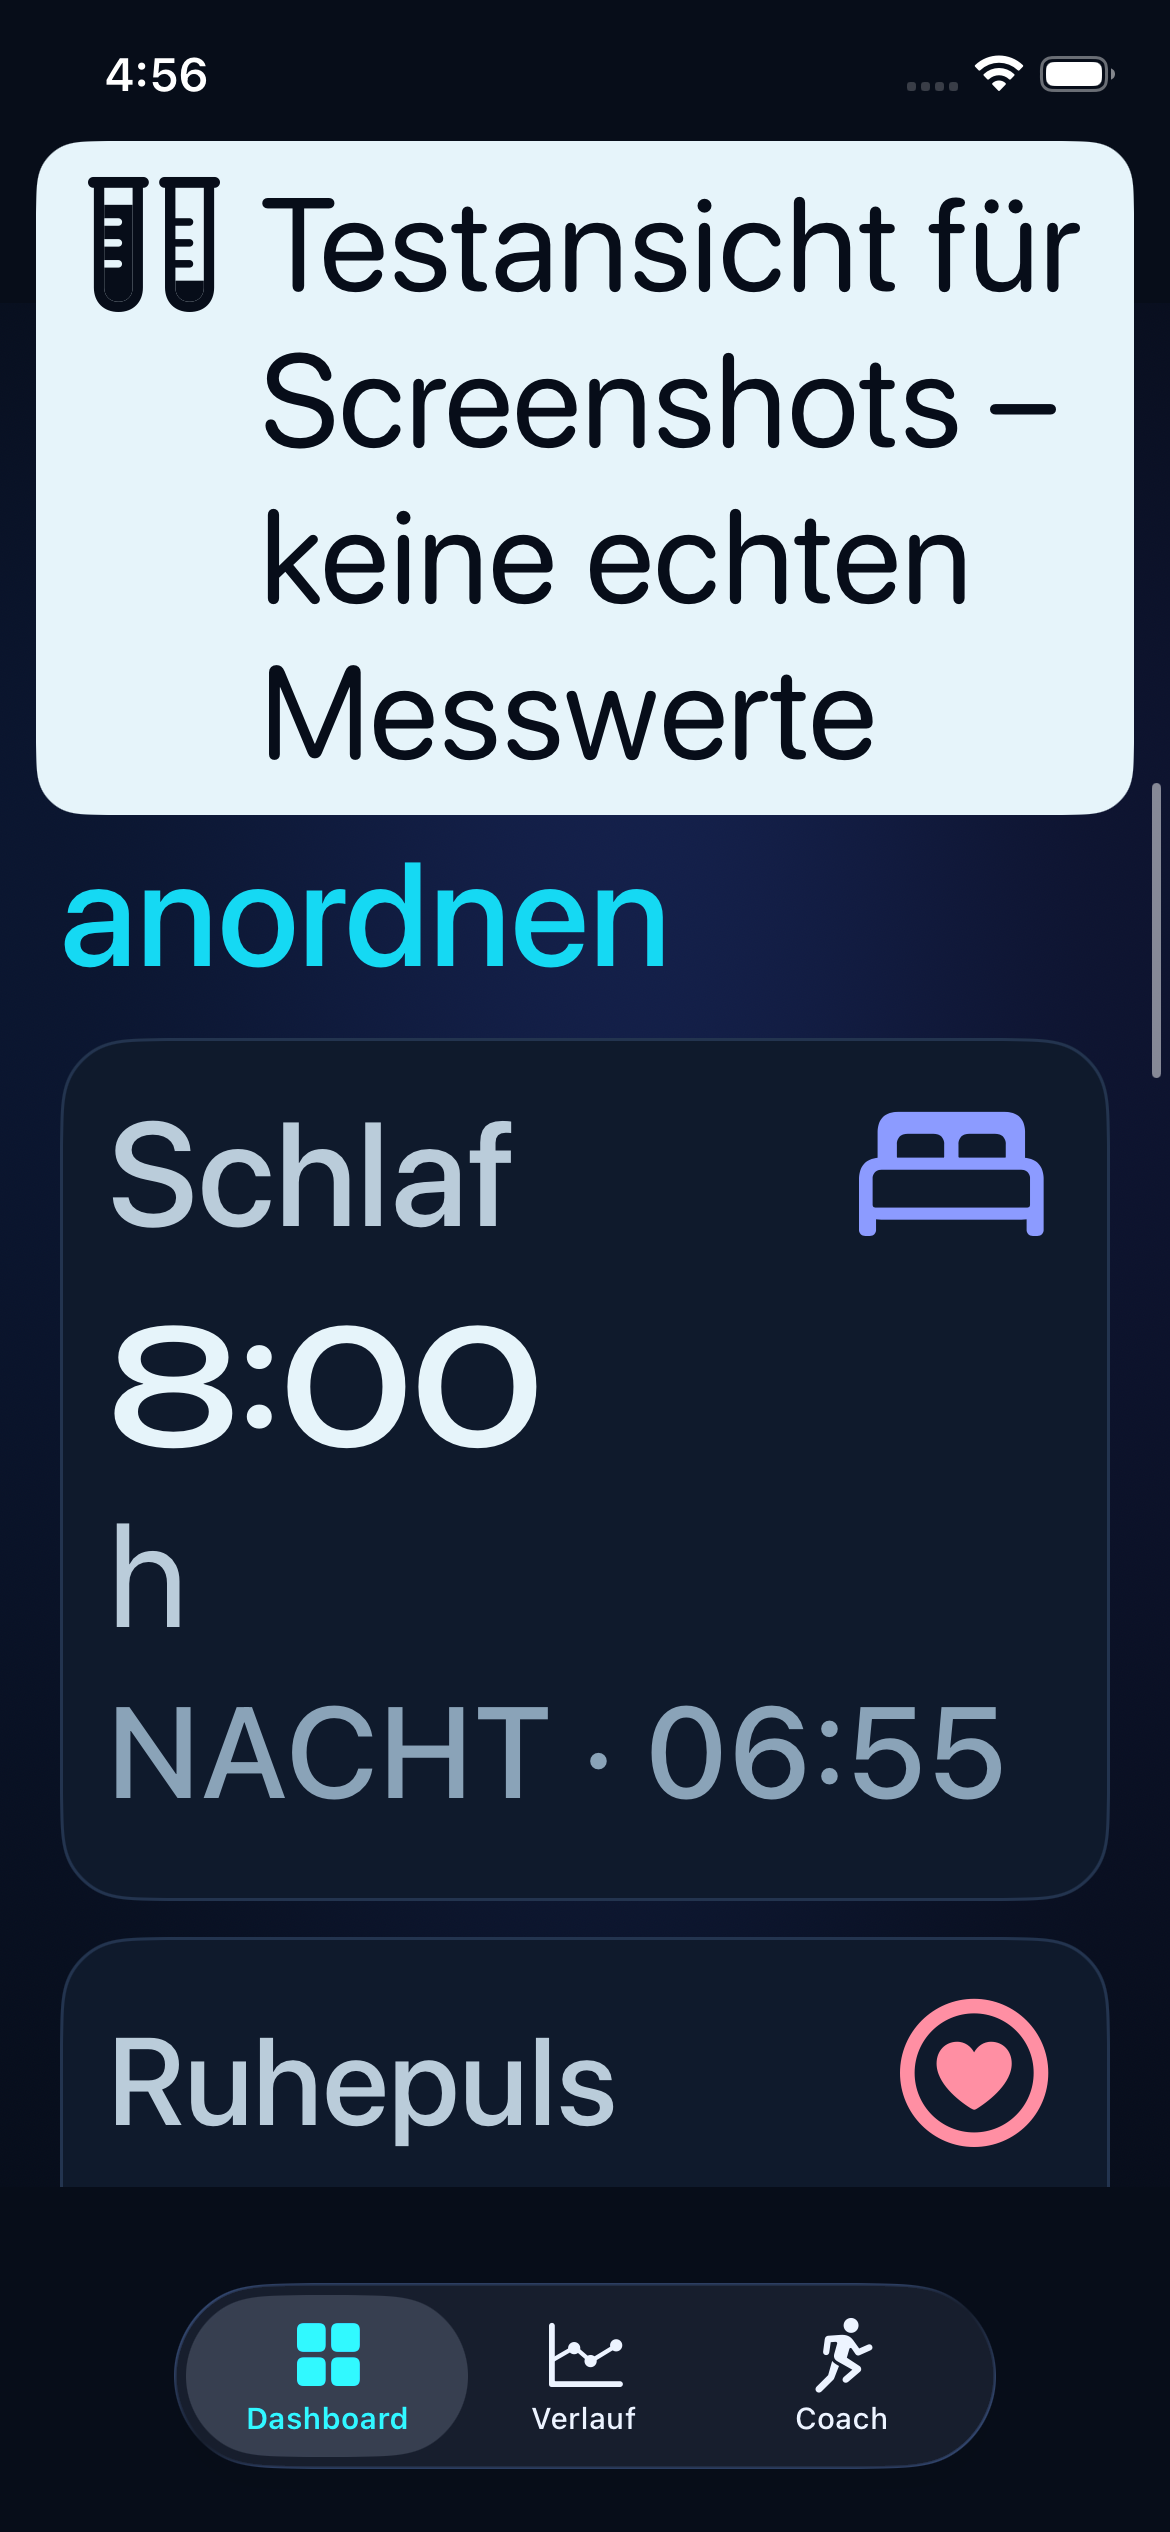 4:56
Testansicht für
Screenshots –
keine echten
Messwerte
anordnen
Schlaf
8:00
h
NACHT · 06:55
Ruhepuls
Dashboard
Verlauf
Coach